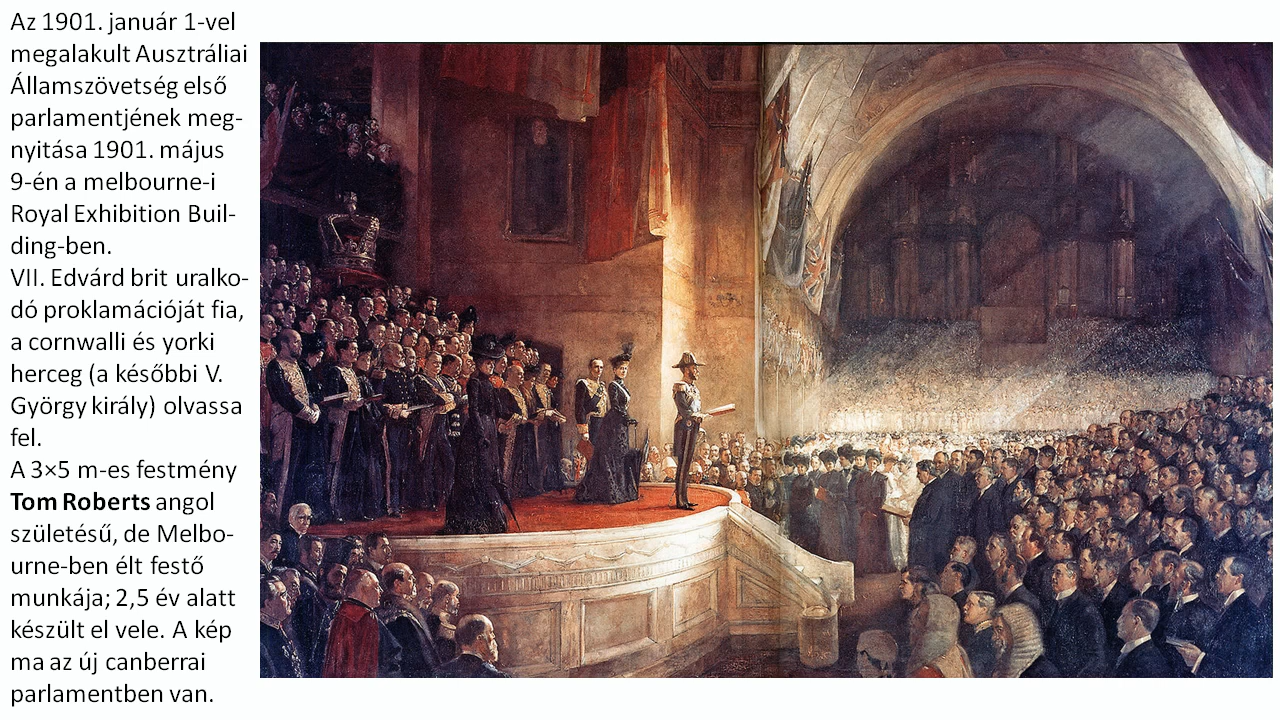 Az 1901. január 1-vel
megalakult Ausztráliai
Államszövetség első
parlamentjének meg-
nyitása 1901. május
9-én a melbourne-i
Royal Exhibition Buil-
ding-ben.
VII. Edvárd brit uralko-
dó proklamációját fia,
a cornwalli és yorki
herceg (a későbbi V.
György király) olvassa
fel.
A 3×5 m-es festmény
Tom Roberts angol
születésű, de Melbo-
urne-ben élt festő
munkája; 2,5 év alatt
készült el vele. A kép
ma az új canberrai
parlamentben van.